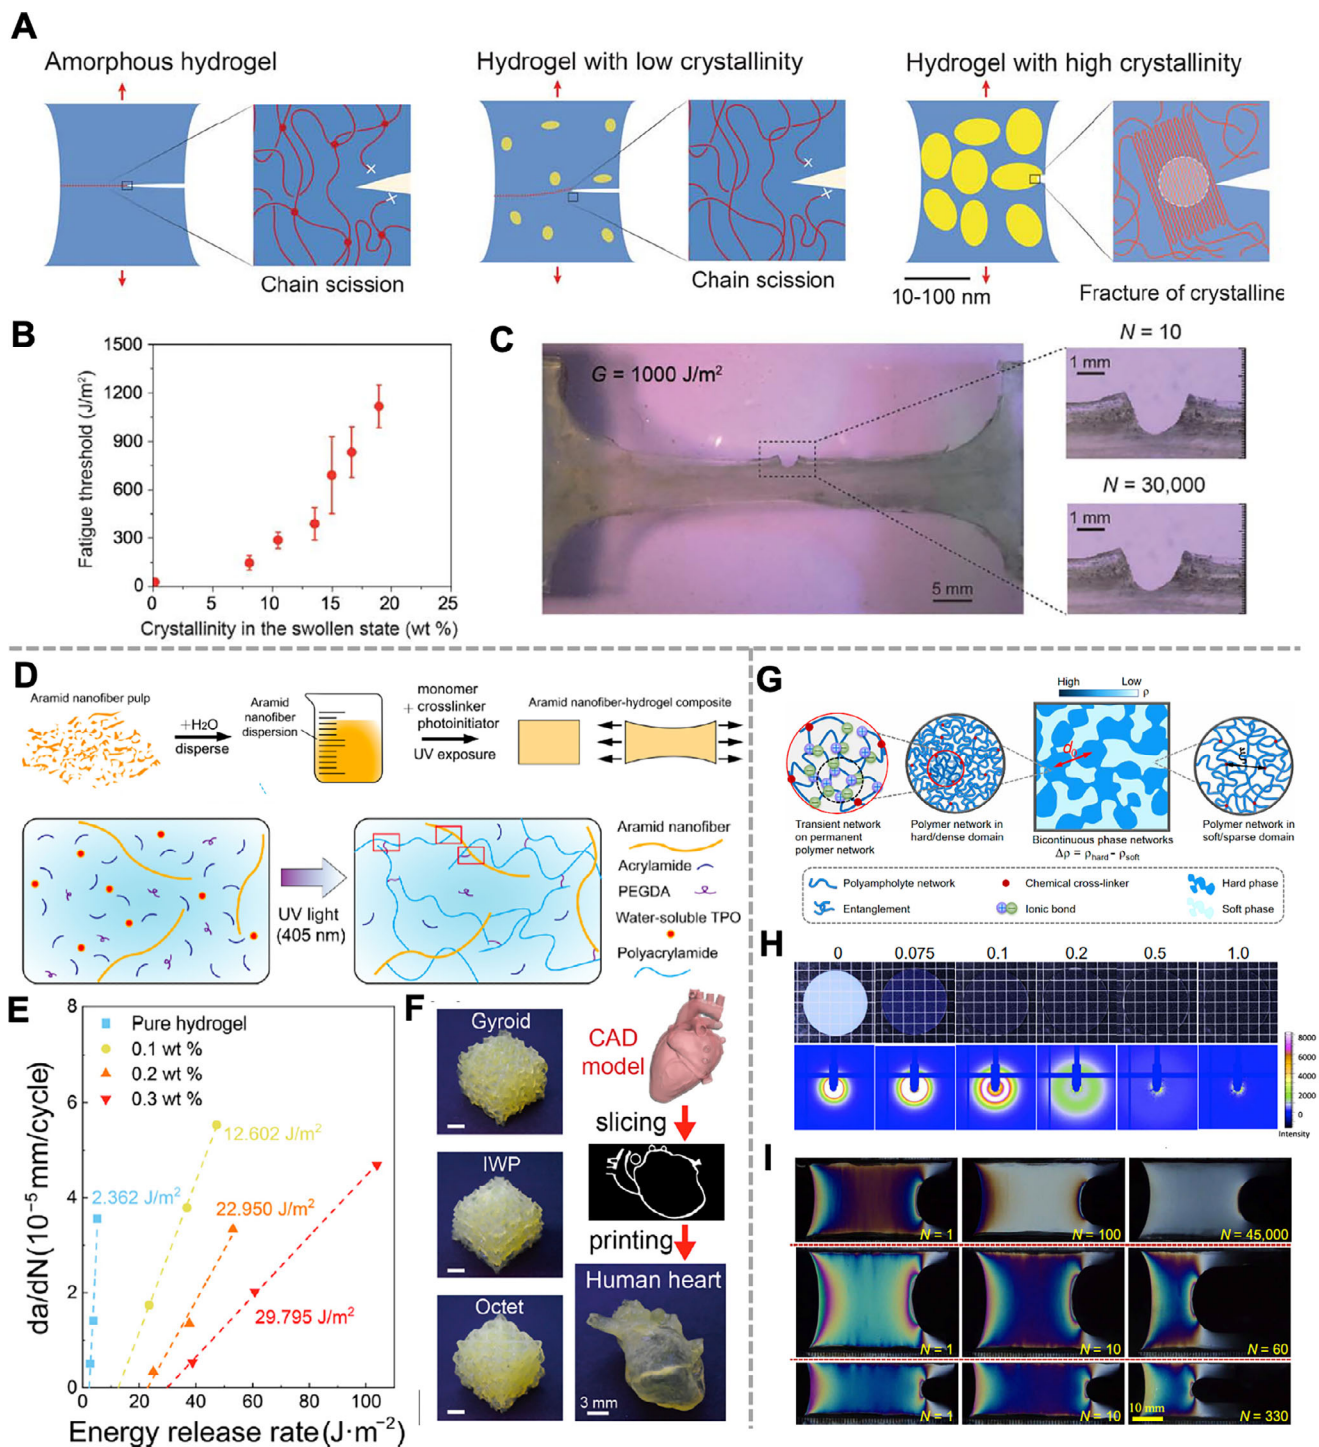 A
Amorphous hydrogel
Hydrogel with low crystallinity
Hydrogel with high crystallinity
Chain scission
Chain scission
10-100 nm
Fracture of crystalline
B
1500
1200
900
600
300
0
Fatigue threshold (J/m²)
0
5
10
15
20
25
Crystallinity in the swollen state (wt %)
C
G = 1000 J/m²
5 mm
N = 10
1 mm
N = 30,000
1 mm
D
Aramid nanofiber pulp
+H₂O
disperse
Aramid
nanofiber
dispersion
monomer
+ crosslinker
photoinitiator
UV exposure
Aramid nanofiber-hydrogel composite
UV light
(405 nm)
Aramid nanofiber
Acrylamide
PEGDA
Water-soluble TPO
Polyacrylamide
E
8
6
4
2
0
da/dN(10⁻⁵ mm/cycle)
Pure hydrogel
0.1 wt %
0.2 wt %
0.3 wt %
12.602 J/m²
2.362 J/m²
22.950 J/m²
29.795 J/m²
0
20
40
60
80
100
Energy release rate (J·m⁻²)
F
Gyroid
IWP
Octet
CAD
model
slicing
printing
Human heart
3 mm
G
High
Low
ρ
d₀
ξ
Transient network
on permanent
polymer network
Polymer network in
hard/dense domain
Bicontinuous phase networks
Δρ = ρhard - ρsoft
Polymer network in
soft/sparse domain
Polyampholyte network
Chemical cross-linker
Hard phase
Entanglement
Ionic bond
Soft phase
H
0
0.075
0.1
0.2
0.5
1.0
8000
6000
4000
2000
0
Intensity
I
N = 1
N = 100
N = 45,000
N = 1
N = 10
N = 60
N = 1
N = 10
10 mm
N = 330